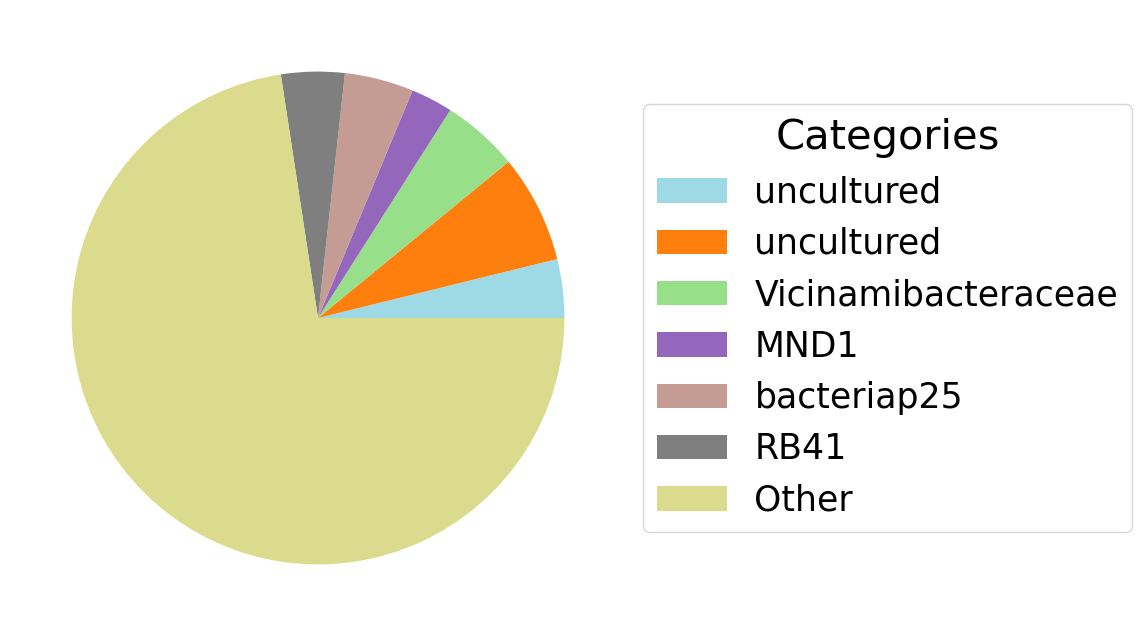 Categories
uncultured
uncultured
Vicinamibacteraceae
MND1
bacteriap25
RB41
Other